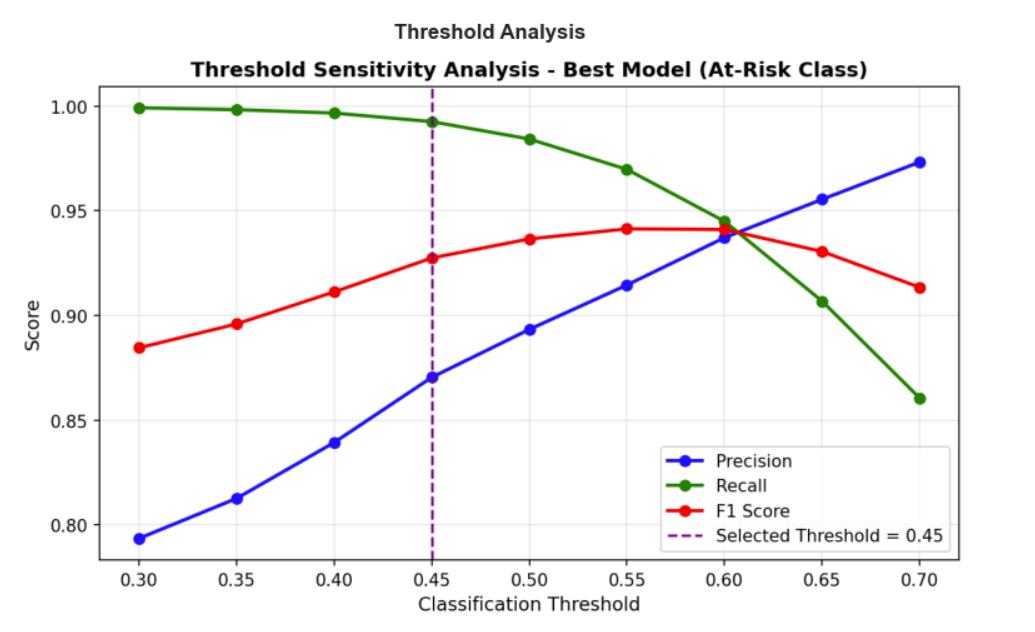 Threshold Analysis
Threshold Sensitivity Analysis - Best Model (At-Risk Class)
1.00
0.95
0.90
0.85
0.80
Score
0.30 0.35 0.40 0.45 0.50 0.55 0.60 0.65 0.70
Classification Threshold
Precision
Recall
F1 Score
Selected Threshold = 0.45